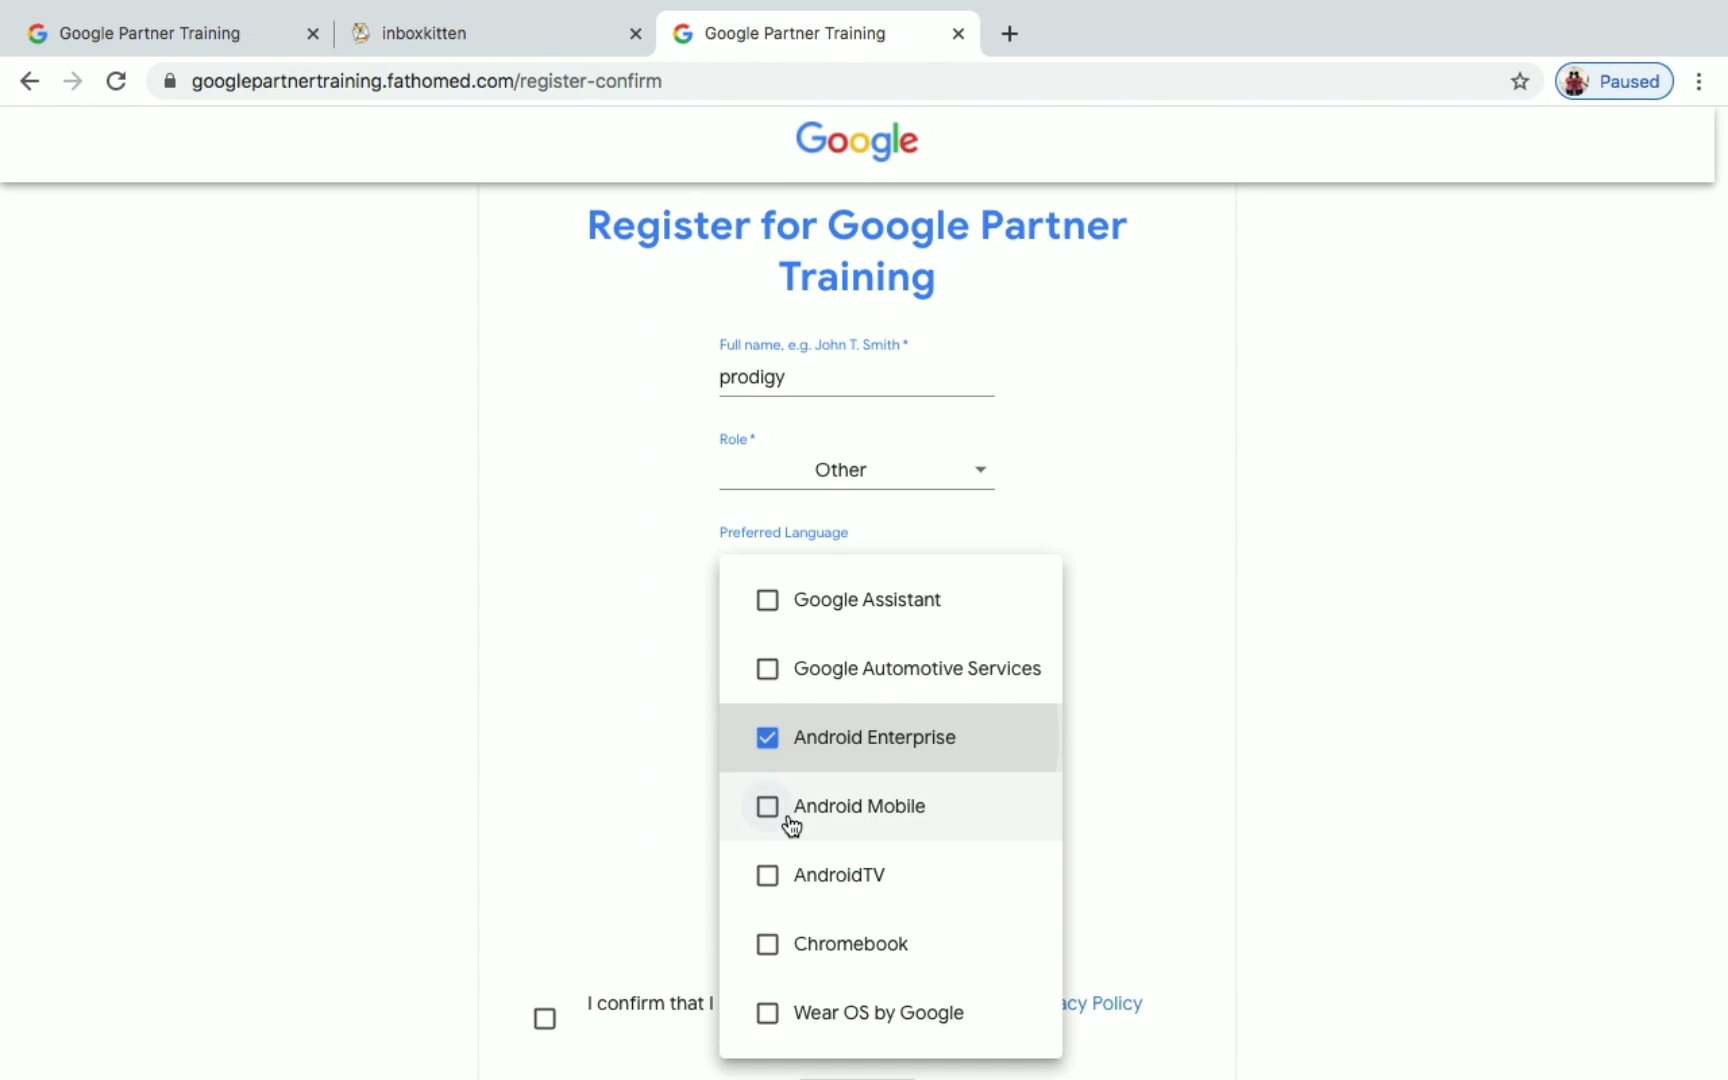 Google Partner Training
inboxkitten
Google Partner Training
googlepartnertraining.fathomed.com/register-confirm
Paused
Google
Register for Google Partner
Training
Full name, e.g. John T. Smith *
prodigy
Role *
Other
Preferred Language
Google Assistant
Google Automotive Services
Android Enterprise
Android Mobile
AndroidTV
Chromebook
I confirm that I
acy Policy
Wear OS by Google